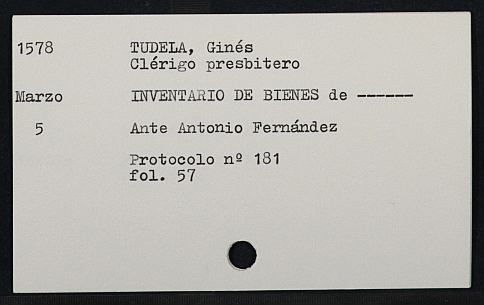 1578 TUDELA, Ginés
Clérigo presbitero
Marzo INVENTARIO DE BIENES de ------
5 Ante Antonio Fernández
Protocolo nº 181
fol. 57